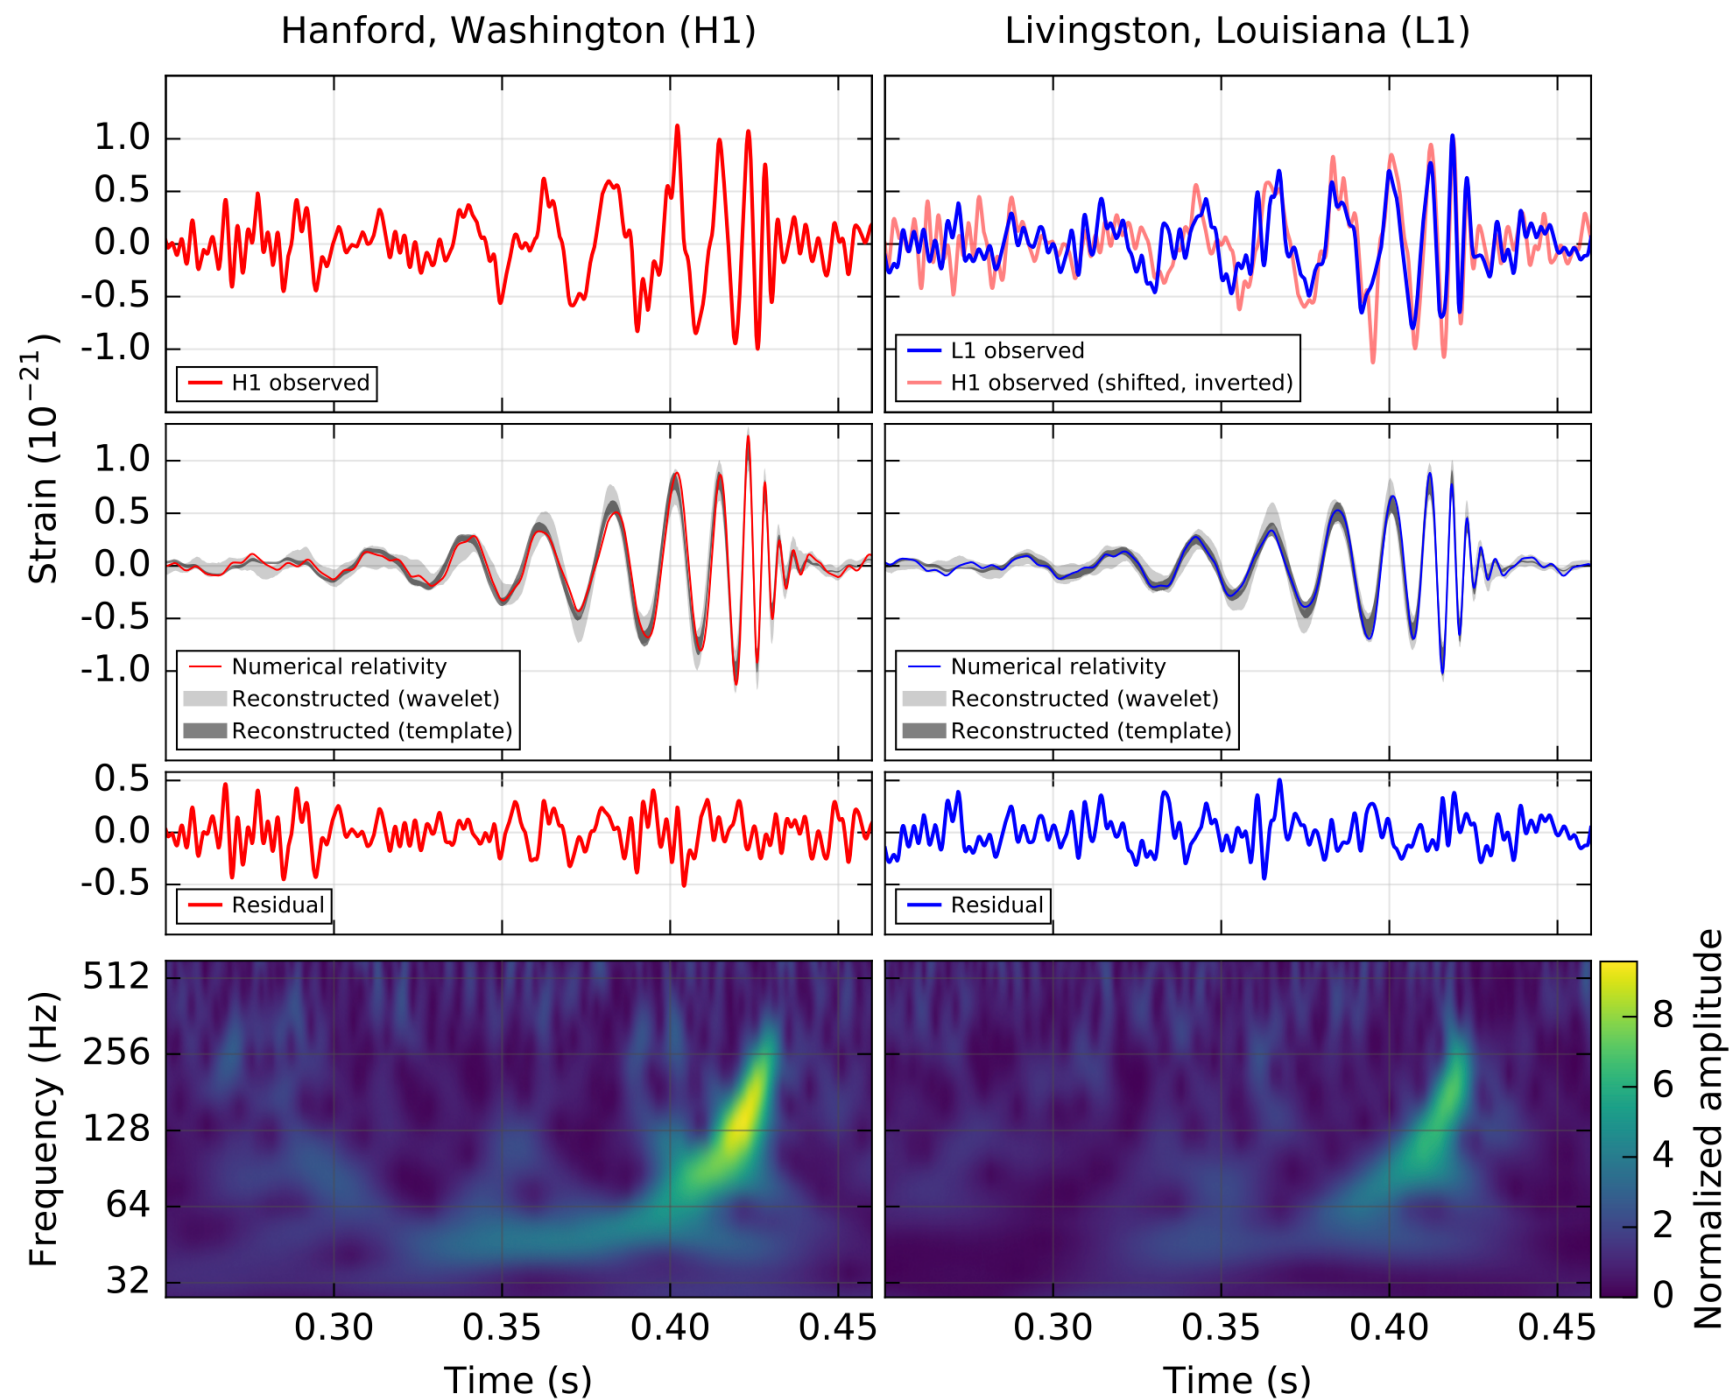 Hanford, Washington (H1)
Livingston, Louisiana (L1)
Strain (10⁻²¹)
1.0
0.5
0.0
-0.5
-1.0
H1 observed
L1 observed
H1 observed (shifted, inverted)
1.0
0.5
0.0
-0.5
-1.0
Numerical relativity
Reconstructed (wavelet)
Reconstructed (template)
Numerical relativity
Reconstructed (wavelet)
Reconstructed (template)
0.5
0.0
-0.5
Residual
Residual
Frequency (Hz)
512
256
128
64
32
Normalized amplitude
8
6
4
2
0
0.30 0.35 0.40 0.45
0.30 0.35 0.40 0.45
Time (s)
Time (s)